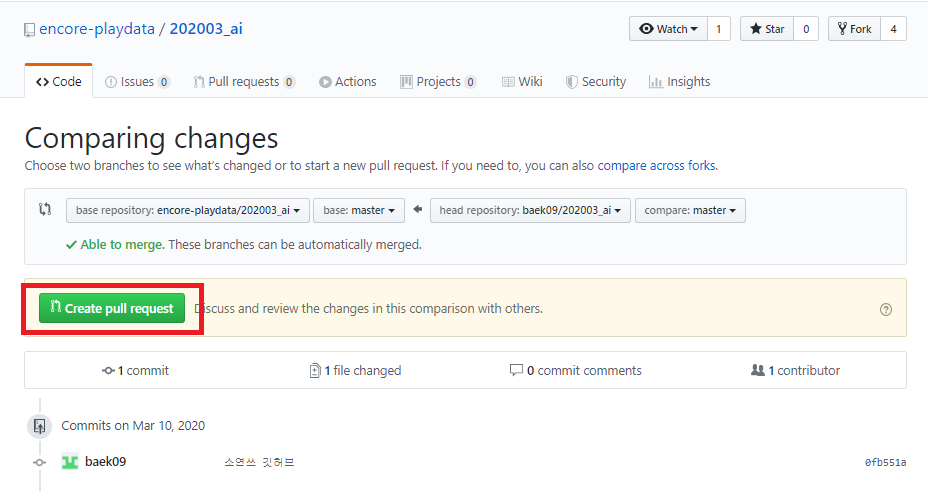 encore-playdata / 202003_ai
Watch 1 Star 0 Fork 4
Code Issues 0 Pull requests 0 Actions Projects 0 Wiki Security Insights
Comparing changes
Choose two branches to see what's changed or to start a new pull request. If you need to, you can also compare across forks.
base repository: encore-playdata/202003_ai base: master head repository: baek09/202003_ai compare: master
Able to merge. These branches can be automatically merged.
Create pull request Discuss and review the changes in this comparison with others.
1 commit 1 file changed 0 commit comments 1 contributor
Commits on Mar 10, 2020
baek09 소연쓰 깃허브 0fb551a